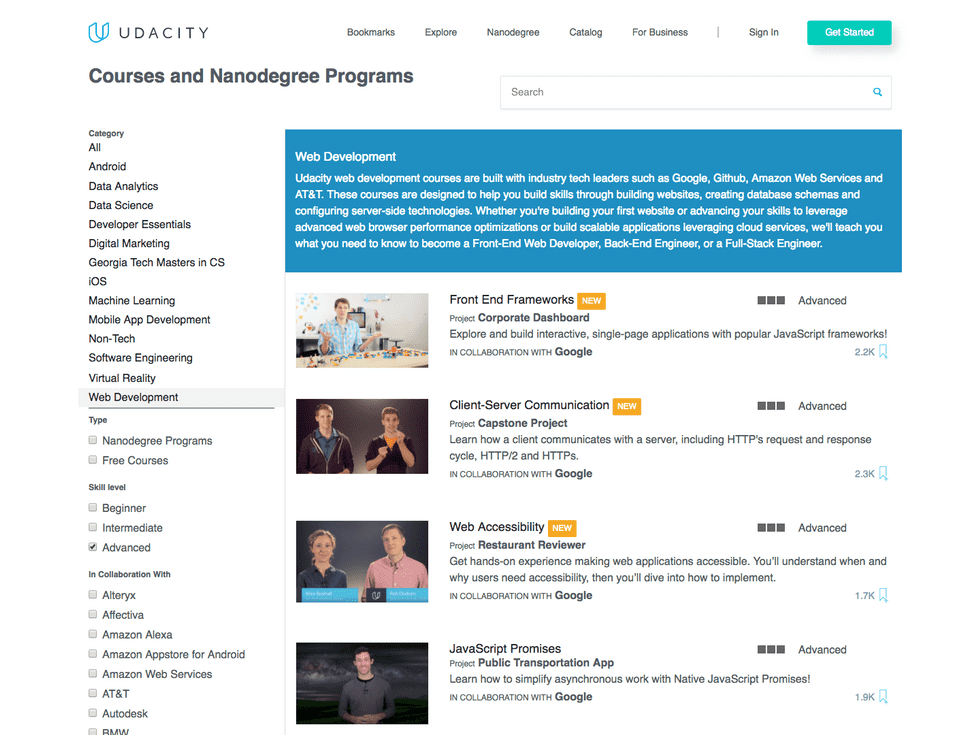 UDACITY
Bookmarks
Explore
Nanodegree
Catalog
For Business
|
Sign In
Get Started
Courses and Nanodegree Programs
Search
Category
All
Android
Data Analytics
Data Science
Developer Essentials
Digital Marketing
Georgia Tech Masters in CS
iOS
Machine Learning
Mobile App Development
Non-Tech
Software Engineering
Virtual Reality
Web Development
Type
Nanodegree Programs
Free Courses
Skill level
Beginner
Intermediate
Advanced
In Collaboration With
Alteryx
Affectiva
Amazon Alexa
Amazon Appstore for Android
Amazon Web Services
AT&T
Autodesk
BMW
Web Development
Udacity web development courses are built with industry tech leaders such as Google, Github, Amazon Web Services and
AT&T. These courses are designed to help you build skills through building websites, creating database schemas and
configuring server-side technologies. Whether you're building your first website or advancing your skills to leverage
advanced web browser performance optimizations or build scalable applications leveraging cloud services, we'll teach you
what you need to know to become a Front-End Web Developer, Back-End Engineer, or a Full-Stack Engineer.
Front End Frameworks NEW
Advanced
Project Corporate Dashboard
Explore and build interactive, single-page applications with popular JavaScript frameworks!
IN COLLABORATION WITH Google
2.2K
Client-Server Communication NEW
Advanced
Project Capstone Project
Learn how a client communicates with a server, including HTTP's request and response
cycle, HTTP/2 and HTTPs.
IN COLLABORATION WITH Google
2.3K
Web Accessibility NEW
Advanced
Project Restaurant Reviewer
Get hands-on experience making web applications accessible. You'll understand when and
why users need accessibility, then you'll dive into how to implement.
IN COLLABORATION WITH Google
1.7K
JavaScript Promises
Advanced
Project Public Transportation App
Learn how to simplify asynchronous work with Native JavaScript Promises!
IN COLLABORATION WITH Google
1.9K